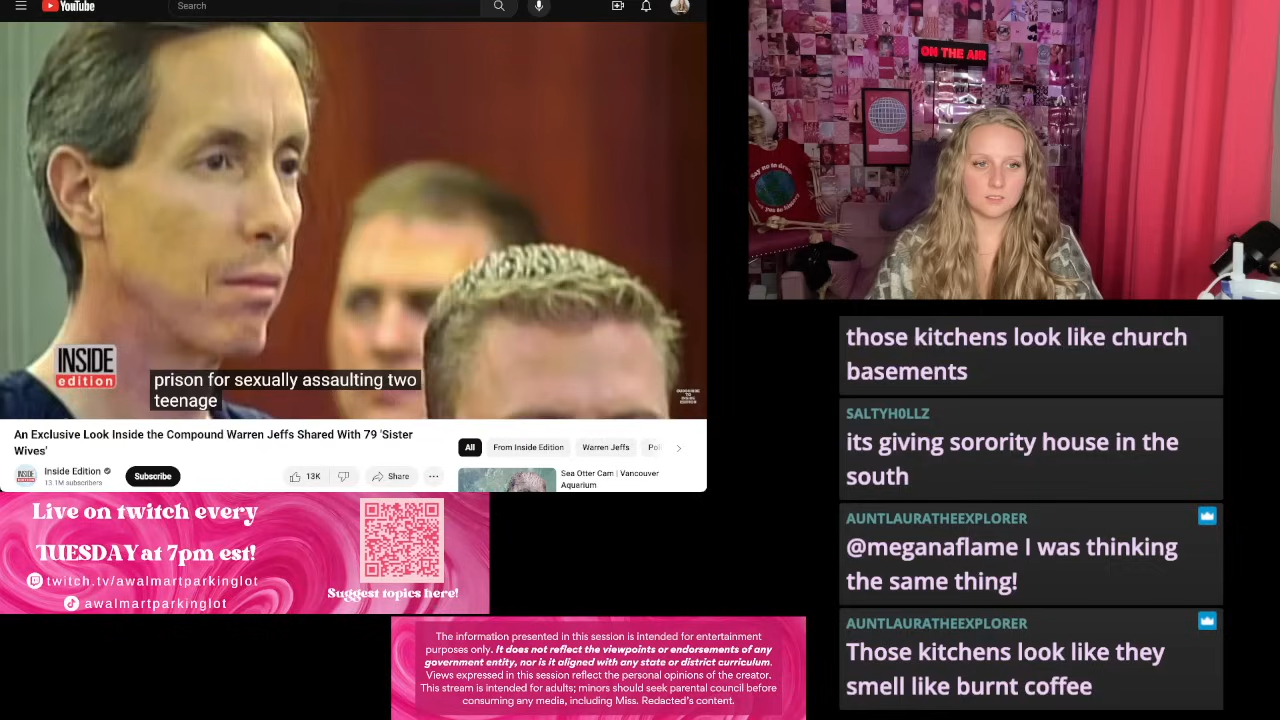 YouTube
Search
ON THE AIR
Say no to drugs
INSIDE
edition
prison for sexually assaulting two
teenage
An Exclusive Look Inside the Compound Warren Jeffs Shared With 79 'Sister
Wives'
Inside Edition
13.1M subscribers
Subscribe
13K
Share
All
From Inside Edition
Warren Jeffs
Sea Otter Cam | Vancouver
Aquarium
those kitchens look like church
basements
SALTYH0LLZ
its giving sorority house in the
south
AUNTLAURATHEEXPLORER
@meganaflame I was thinking
the same thing!
AUNTLAURATHEEXPLORER
Those kitchens look like they
smell like burnt coffee
Live on twitch every
TUESDAY at 7pm est!
twitch.tv/awalmartparkinglot
awalmartparkinglot
Suggest topics here!
The information presented in this session is intended for entertainment
purposes only. It does not reflect the viewpoints or endorsements of any
government entity, nor is it aligned with any state or district curriculum.
Views expressed in this session reflect the personal opinions of the creator.
This stream is intended for adults; minors should seek parental council before
consuming any media, including Miss. Redacted's content.